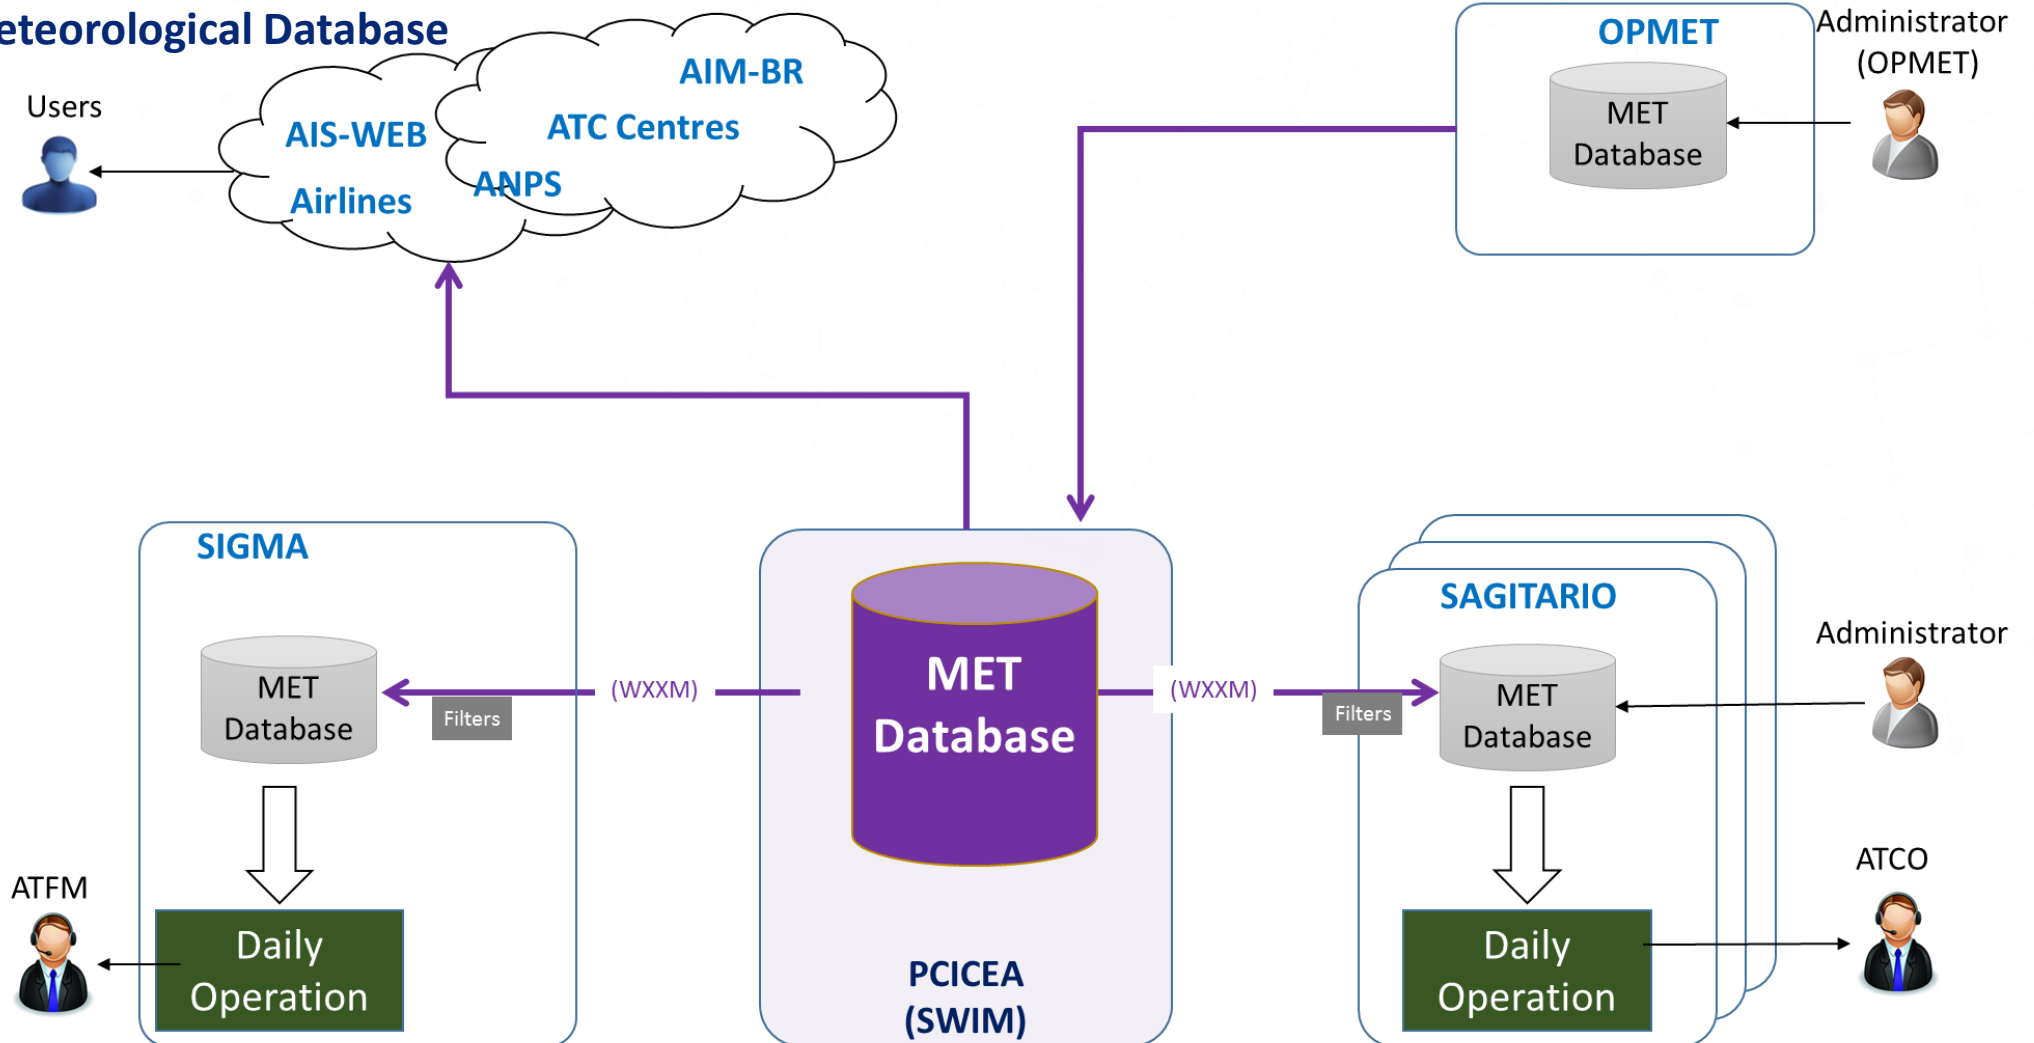 eteorological Database
OPMET
Administrator
(OPMET)
Users
AIM-BR
AIS-WEB
ATC Centres
ANPS
Airlines
MET
Database
SIGMA
SAGITARIO
Administrator
MET
Database
Filters
(WXXM)
MET
Database
(WXXM)
Filters
MET
Database
ATFM
Daily
Operation
PCICEA
(SWIM)
Daily
Operation
ATCO